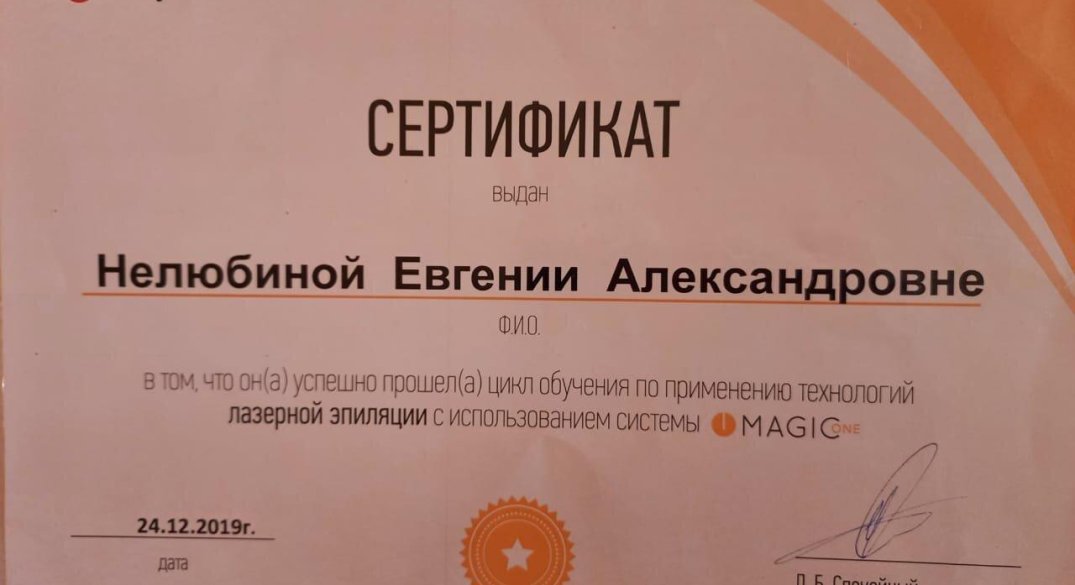 СЕРТИФИКАТ
выдан
Нелюбиной Евгении Александровне
Ф.И.О.
в том, что он(а) успешно прошел(а) цикл обучения по применению технологий
лазерной эпиляции с использованием системы MAGIC ONE
24.12.2019г.
дата